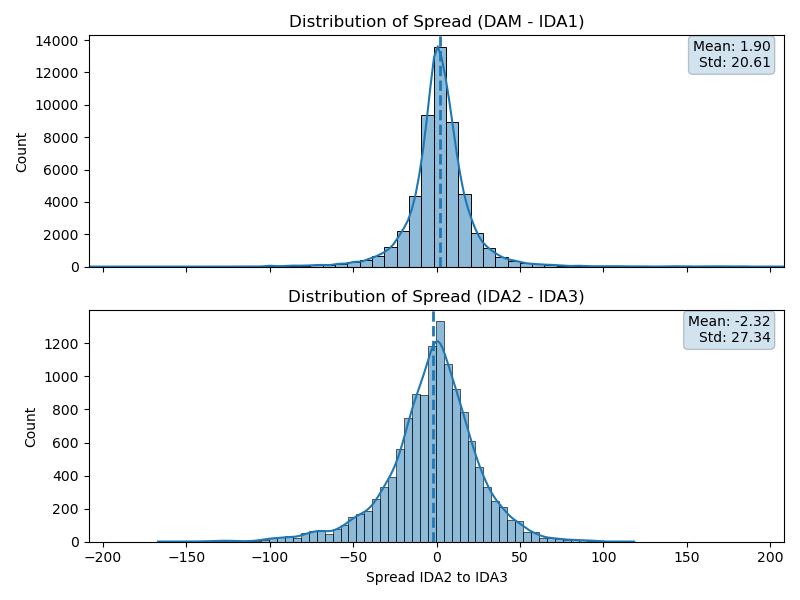 Distribution of Spread (DAM - IDA1)
14000
12000
10000
8000
6000
4000
2000
0
Count
Mean: 1.90
Std: 20.61
Distribution of Spread (IDA2 - IDA3)
1200
1000
800
600
400
200
0
Count
Mean: -2.32
Std: 27.34
−200 −150 −100 −50 0 50 100 150 200
Spread IDA2 to IDA3